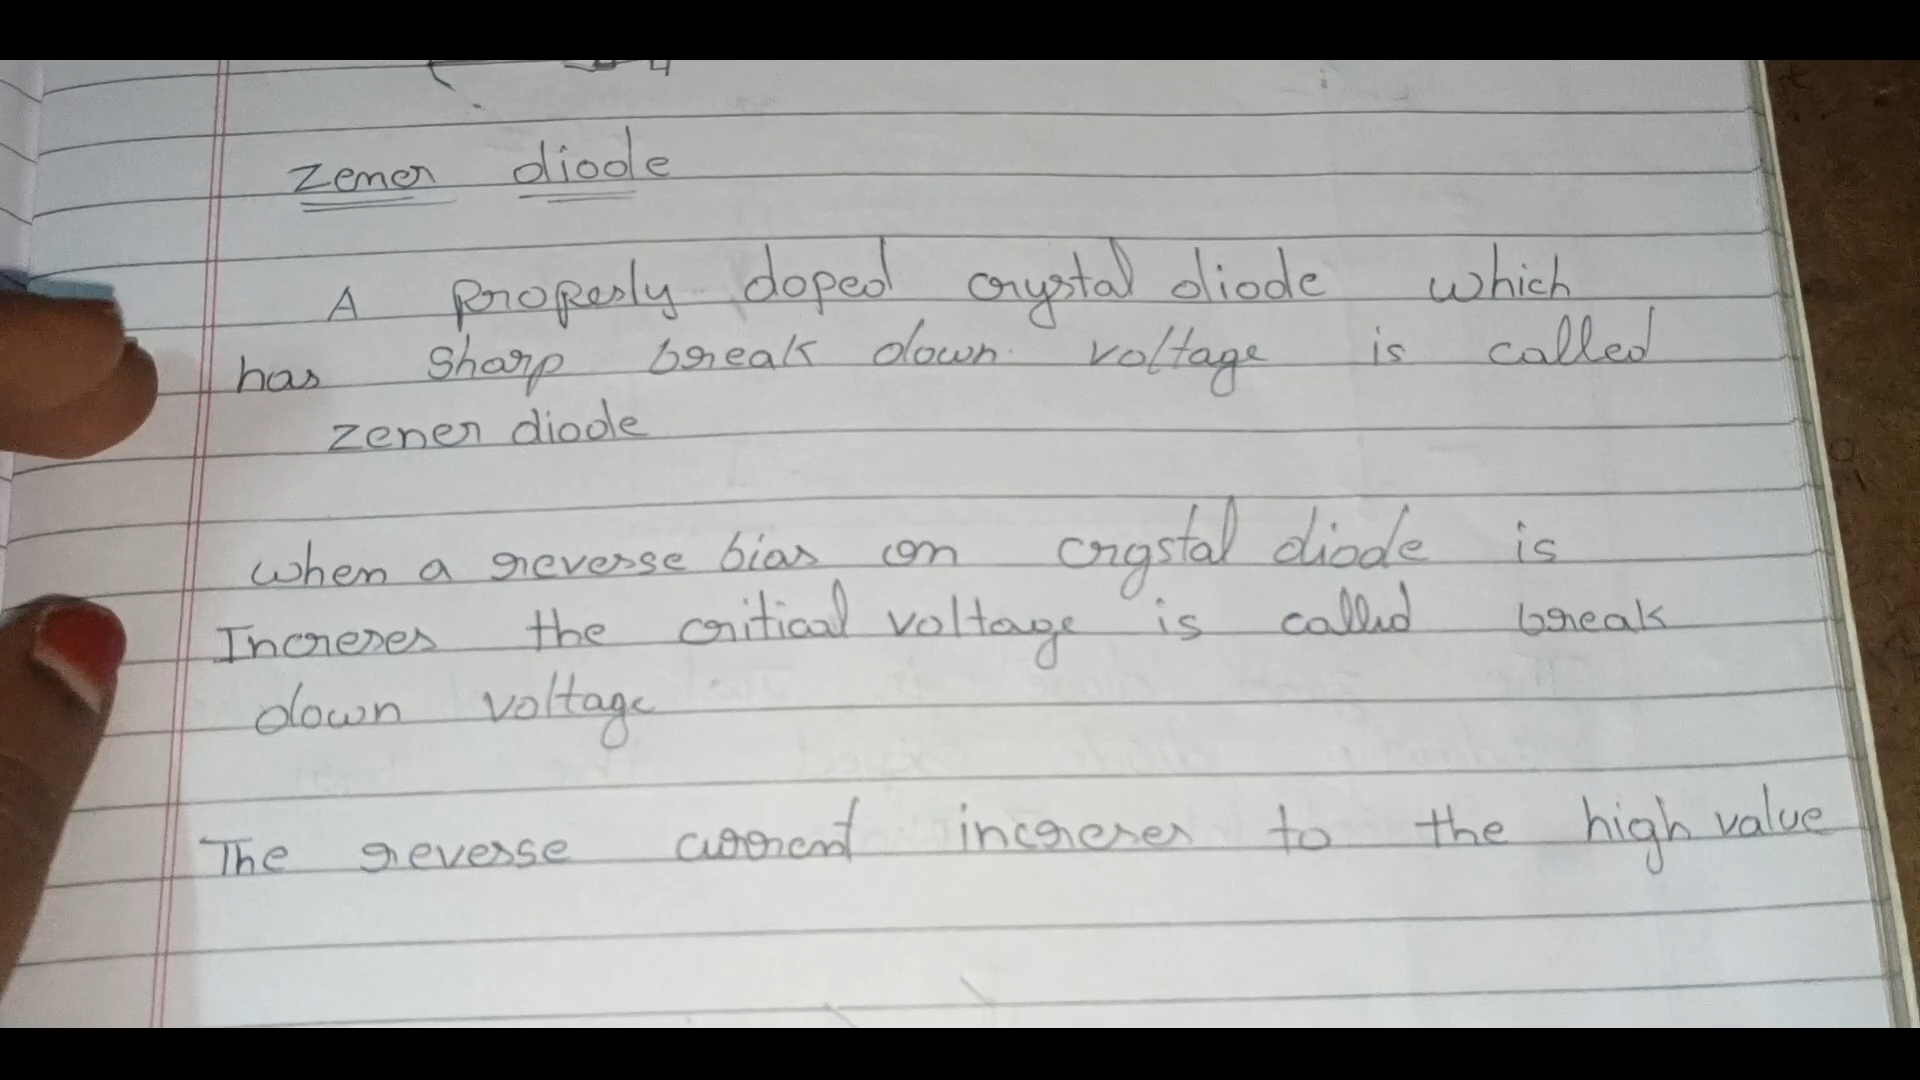 Zener diode
A Properly doped crystal diode which
has Sharp break down voltage is called
zener diode
when a reverse bias on crystal diode is
Increses the critical voltage is called break
down voltage
The reverse current increses to the high value